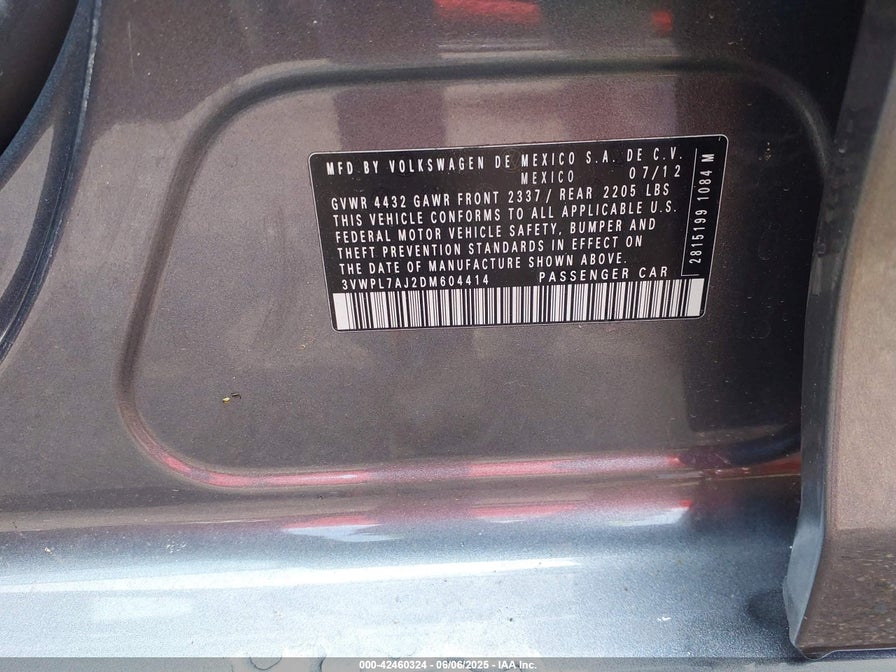 MFD BY VOLKSWAGEN DE MEXICO S.A. DE C.V.
MEXICO 07/12
GVWR 4432 GAWR FRONT 2337/ REAR 2205 LBS
THIS VEHICLE CONFORMS TO ALL APPLICABLE U.S.
FEDERAL MOTOR VEHICLE SAFETY, BUMPER AND
THEFT PREVENTION STANDARDS IN EFFECT ON
THE DATE OF MANUFACTURE SHOWN ABOVE.
3VWPL7AJ2DM604414 PASSENGER CAR
2815199 1084 M
000-42460324 - 06/06/2025 - IAA Inc.